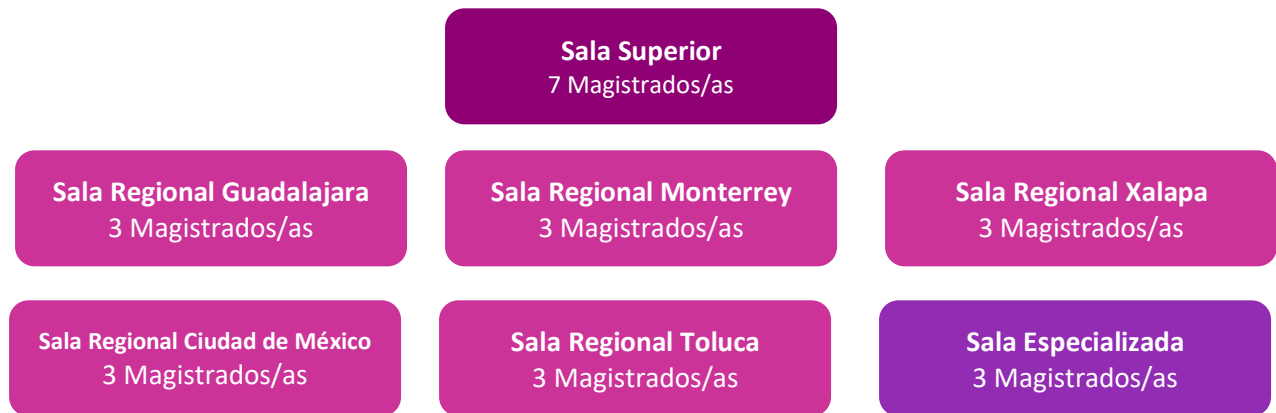 Sala Superior
7 Magistrados/as
Sala Regional Guadalajara
3 Magistrados/as
Sala Regional Monterrey
3 Magistrados/as
Sala Regional Xalapa
3 Magistrados/as
Sala Regional Ciudad de México
3 Magistrados/as
Sala Regional Toluca
3 Magistrados/as
Sala Especializada
3 Magistrados/as